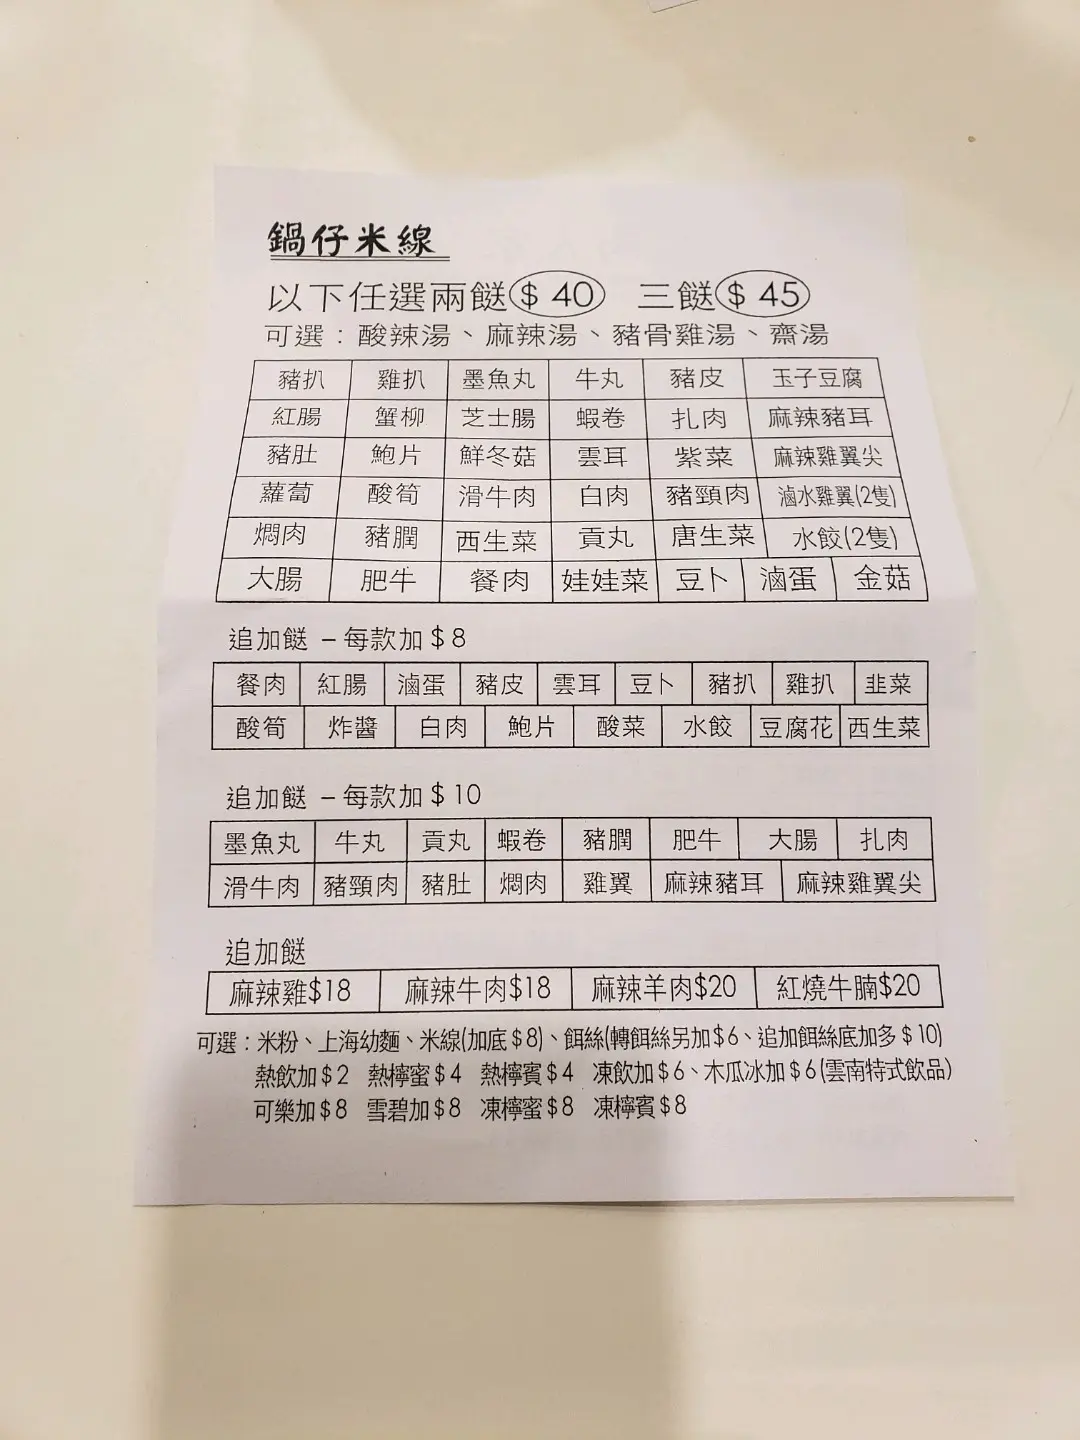 鍋仔米線
以下任選兩餸$ 40 三餸$ 45
可選：酸辣湯、麻辣湯、豬骨雞湯、齋湯
豬扒 雞扒 墨魚丸 牛丸 豬皮 玉子豆腐
紅腸 蟹柳 芝士腸 蝦卷 扎肉 麻辣豬耳
豬肚 鮑片 鮮冬菇 雲耳 紫菜 麻辣雞翼尖
蘿蔔 酸筍 滑牛肉 白肉 豬頸肉 滷水雞翼(2隻)
燜肉 豬膶 西生菜 貢丸 唐生菜 水餃(2隻)
大腸 肥牛 餐肉 娃娃菜 豆卜 滷蛋 金菇
追加餸 – 每款加 $ 8
餐肉 紅腸 滷蛋 豬皮 雲耳 豆卜 豬扒 雞扒 韭菜
酸筍 炸醬 白肉 鮑片 酸菜 水餃 豆腐花 西生菜
追加餸 – 每款加 $ 10
墨魚丸 牛丸 貢丸 蝦卷 豬膶 肥牛 大腸 扎肉
滑牛肉 豬頸肉 豬肚 燜肉 雞翼 麻辣豬耳 麻辣雞翼尖
追加餸
麻辣雞$18 麻辣牛肉$18 麻辣羊肉$20 紅燒牛腩$20
可選：米粉、上海幼麵、米線(加底 $ 8)、餌絲(轉餌絲另加 $ 6、追加餌絲底加多 $ 10)
熱飲加 $ 2 熱檸蜜 $ 4 熱檸賓 $ 4 凍飲加 $ 6、木瓜冰加 $ 6 (雲南特式飲品)
可樂加 $ 8 雪碧加 $ 8 凍檸蜜 $ 8 凍檸賓 $ 8